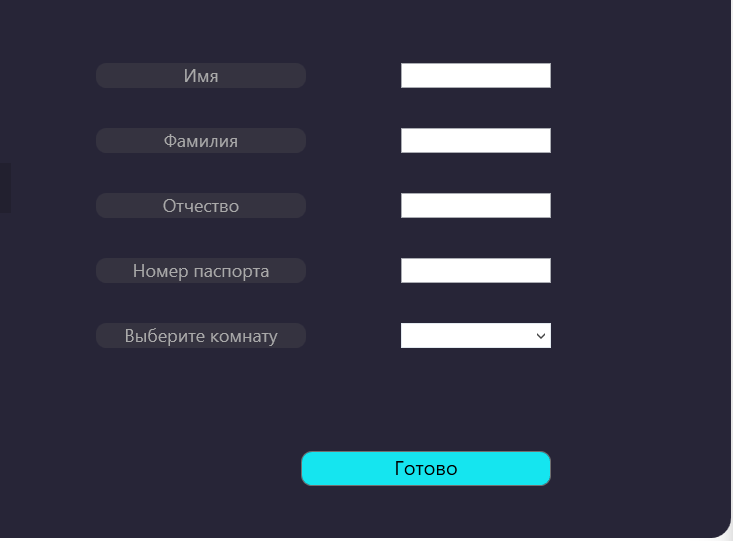 Имя
Фамилия
Отчество
Номер паспорта
Выберите комнату
Готово